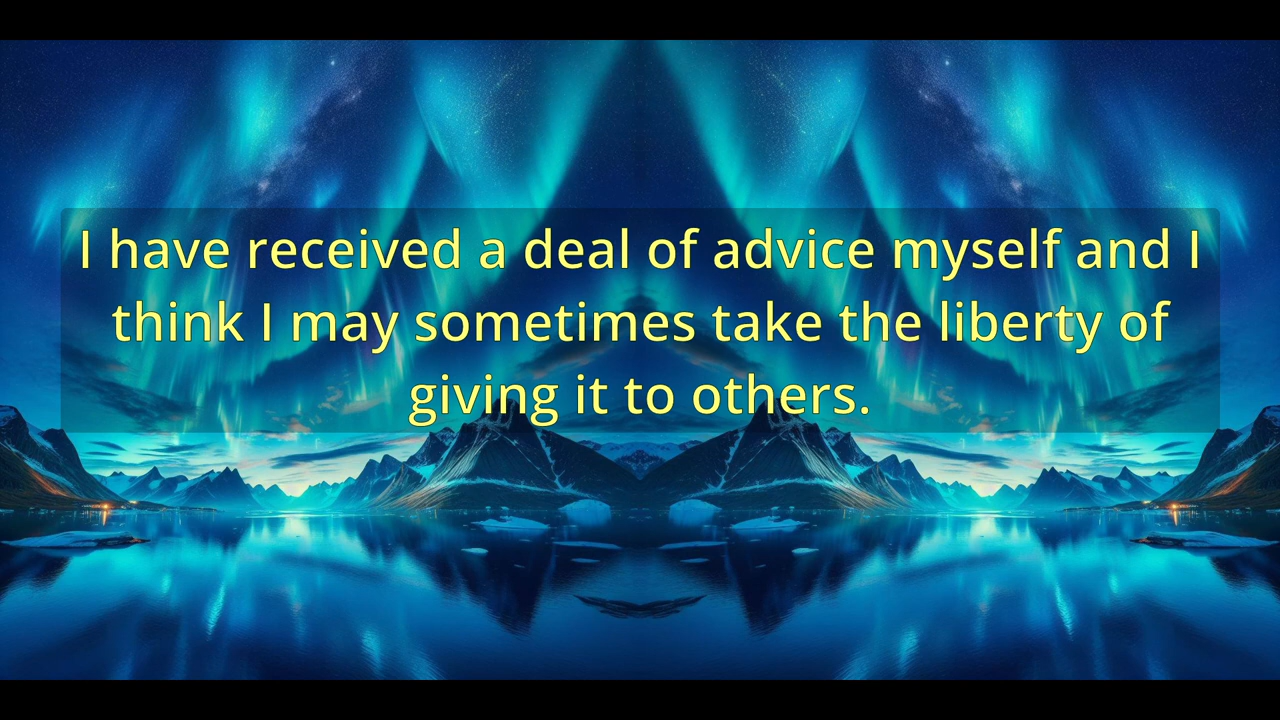 I have received a deal of advice myself and I
think I may sometimes take the liberty of
giving it to others.